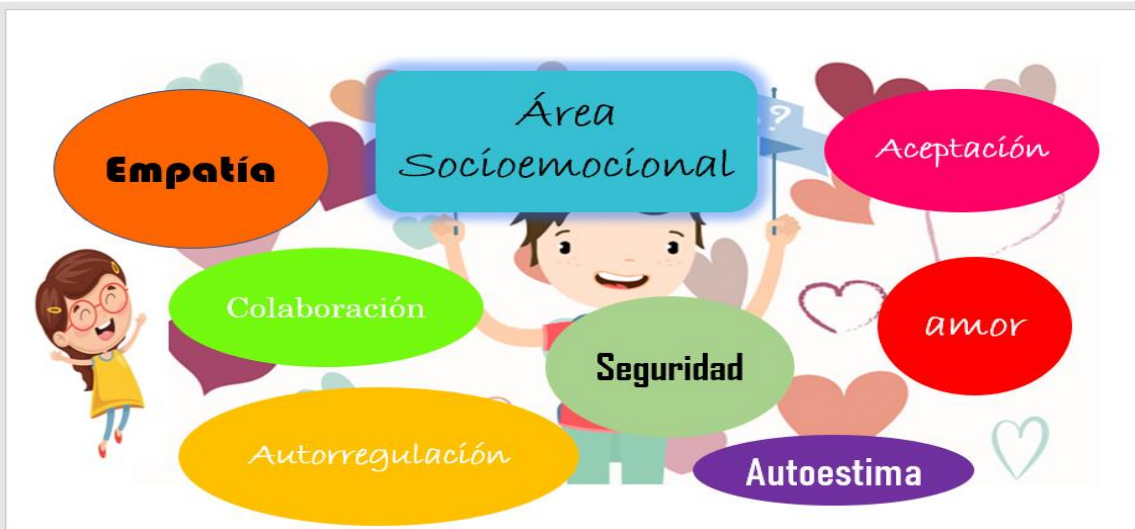 Área
Socioemocional
Empatía
Aceptación
?
Colaboración
amor
Seguridad
Autorregulación
Autoestima